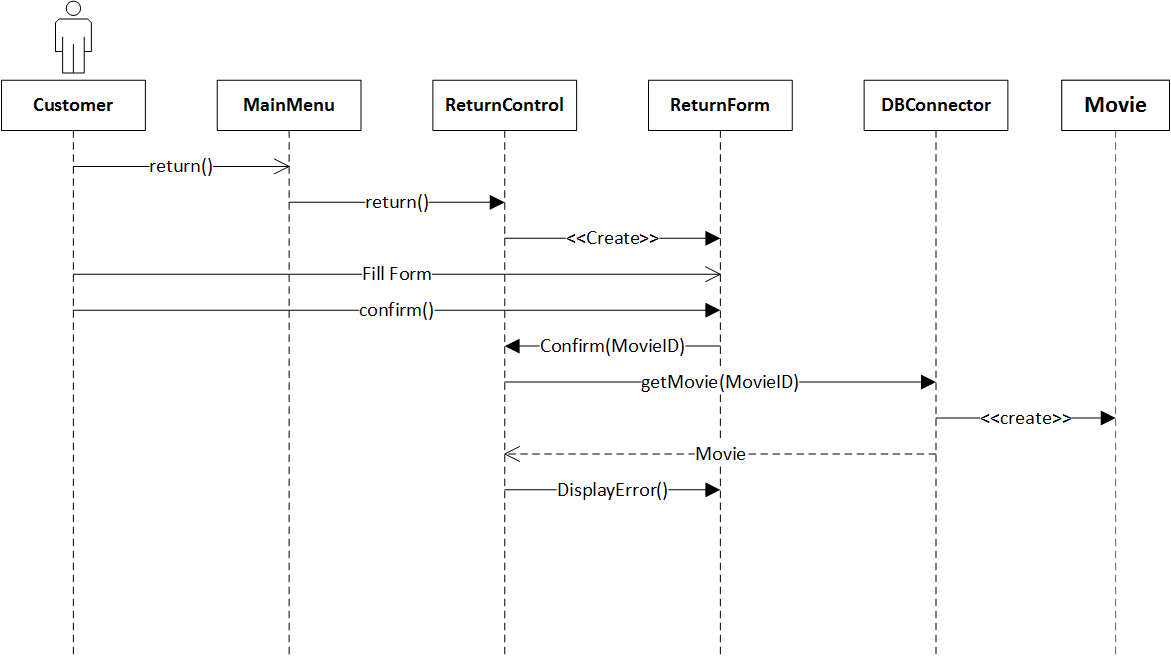 Customer
MainMenu
ReturnControl
ReturnForm
DBConnector
Movie
return()
return()
<<Create>>
Fill Form
confirm()
Confirm(MovieID)
getMovie(MovieID)
<<create>>
Movie
DisplayError()